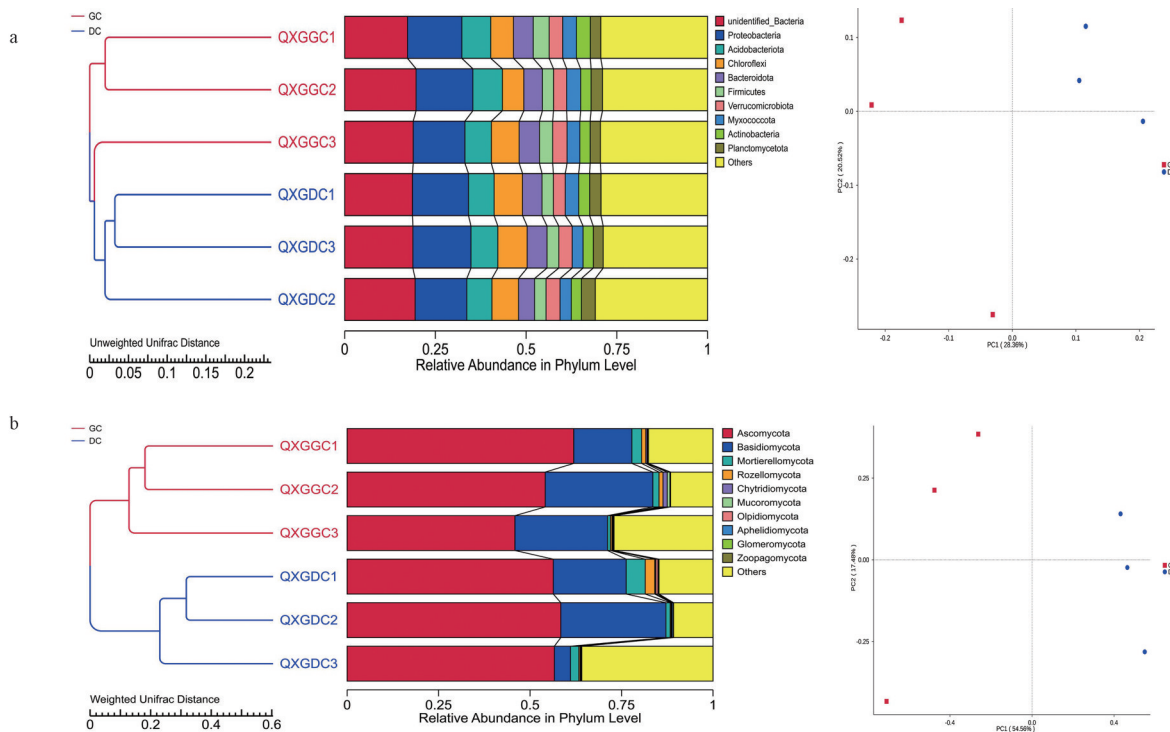 a
GC
DC
QXGGC1
QXGGC2
QXGGC3
QXGDC1
QXGDC3
QXGDC2
Unweighted Unifrac Distance
0 0.05 0.1 0.15 0.2
0 0.25 0.5 0.75 1
Relative Abundance in Phylum Level
unidentified_Bacteria
Proteobacteria
Acidobacteriota
Chloroflexi
Bacteroidota
Firmicutes
Verrucomicrobiota
Myxococcota
Actinobacteria
Planctomycetota
Others
0.1
0.0
-0.1
-0.2
PC2 ( 20.52% )
-0.2 -0.1 0.0 0.1 0.2
PC1 ( 28.36% )
b
GC
DC
QXGGC1
QXGGC2
QXGGC3
QXGDC1
QXGDC2
QXGDC3
Weighted Unifrac Distance
0 0.2 0.4 0.6
0 0.5 0.75 1
Relative Abundance in Phylum Level
Ascomycota
Basidiomycota
Mortierellomycota
Rozellomycota
Chytridiomycota
Mucoromycota
Olpidiomycota
Aphelidiomycota
Glomeromycota
Zoopagomycota
Others
0.25
0.00
-0.25
PC2 ( 17.48% )
-0.4 0.0 0.4
PC1 ( 54.56% )